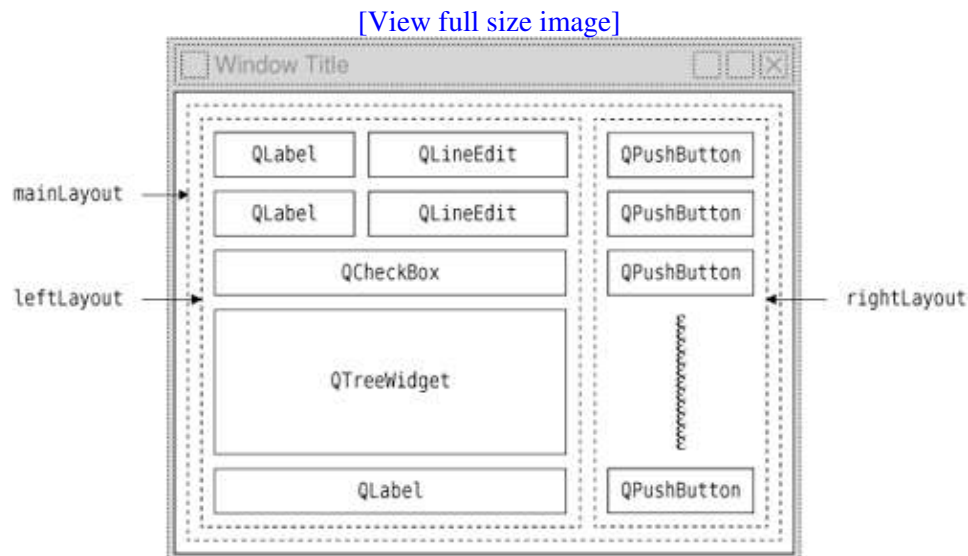 [View full size image]
Window Title
QLabel QLineEdit QPushButton
mainLayout
QLabel QLineEdit QPushButton
QCheckBox QPushButton
leftLayout
rightLayout
QTreeWidget
QLabel QPushButton